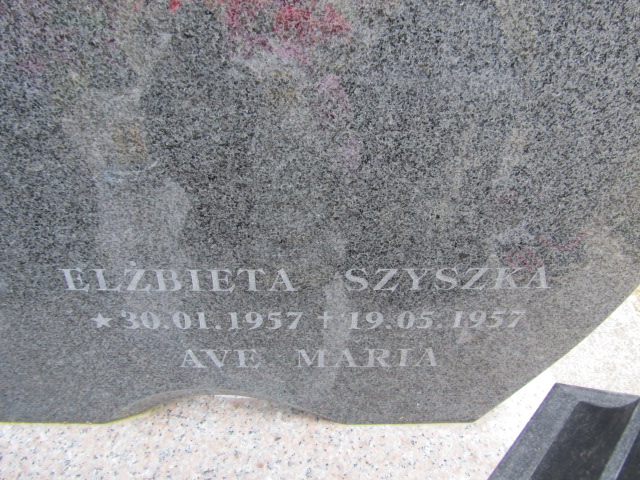 ELŻBIETA SZYSZKA
★ 30.01.1957 † 19.05.1957
AVE MARIA